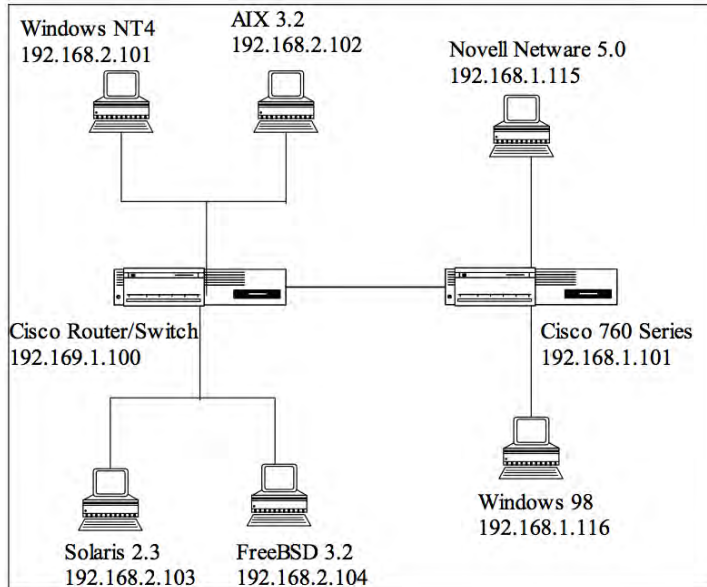 Windows NT4
192.168.2.101
AIX 3.2
192.168.2.102
Novell Netware 5.0
192.168.1.115
Cisco Router/Switch
192.169.1.100
Cisco 760 Series
192.168.1.101
Solaris 2.3
192.168.2.103
FreeBSD 3.2
192.168.2.104
Windows 98
192.168.1.116